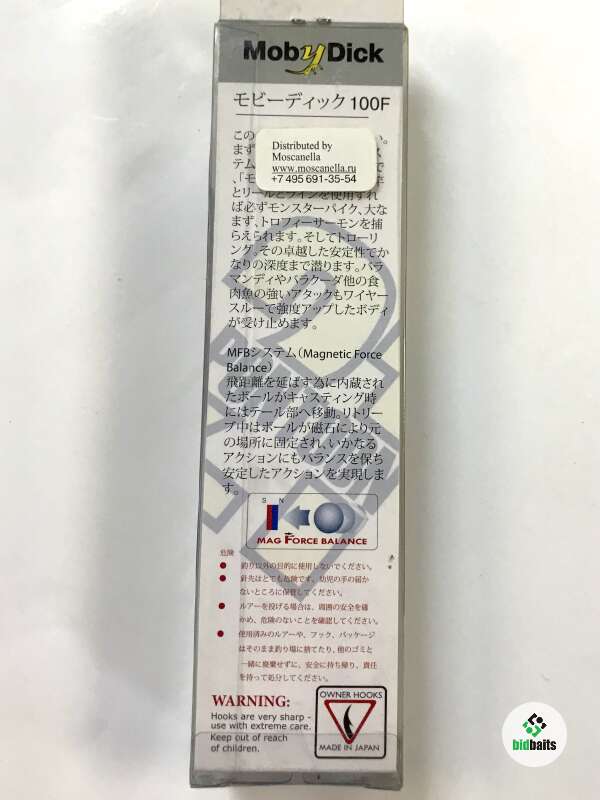 MobyDick
モビーディック 100F
この
い。
まず
ス
テム
で
、「モ
さ
Distributed by
Moscanella
www.moscanella.ru
+7 495 691-35-54
とリールとラインを使用すれ
ば必ずモンスターパイク、大な
まず、トロフィーサーモンを捕
らえられます。そしてトローリ
ング。その卓越した安定性でか
なりの深度まで潜ります。バラ
マンディやバラクーダ他の食
肉魚の強いアタックもワイヤー
スルーで強度アップしたボディ
が受け止めます。
MFBシステム(Magnetic Force
Balance)
飛距離を延ばす為に内蔵され
たボールがキャスティング時
にはテール部へ移動。リトリー
ブ中はボールが磁石により元
の場所に固定され、いかなる
アクションにもバランスを保ち
安定したアクションを実現しま
す。
S N
MAG FORCE BALANCE
危険
● 釣り以外の目的に使用しないでください。
● 針先はとても危険です。幼児の手の届か
ないところに保管してください。
● ルアーを投げる場合は、周囲の安全を確
かめ、危険のないことを確認してください。
● 使用済みのルアーや、フック、パッケージ
はそのまま釣り場に捨てたり、他のゴミと
一緒に廃棄せずに、安全に持ち帰り、責任
を持って処分してください。
WARNING:
Hooks are very sharp -
use with extreme care.
Keep out of reach
of children.
OWNER HOOKS
MADE IN JAPAN
bidbaits